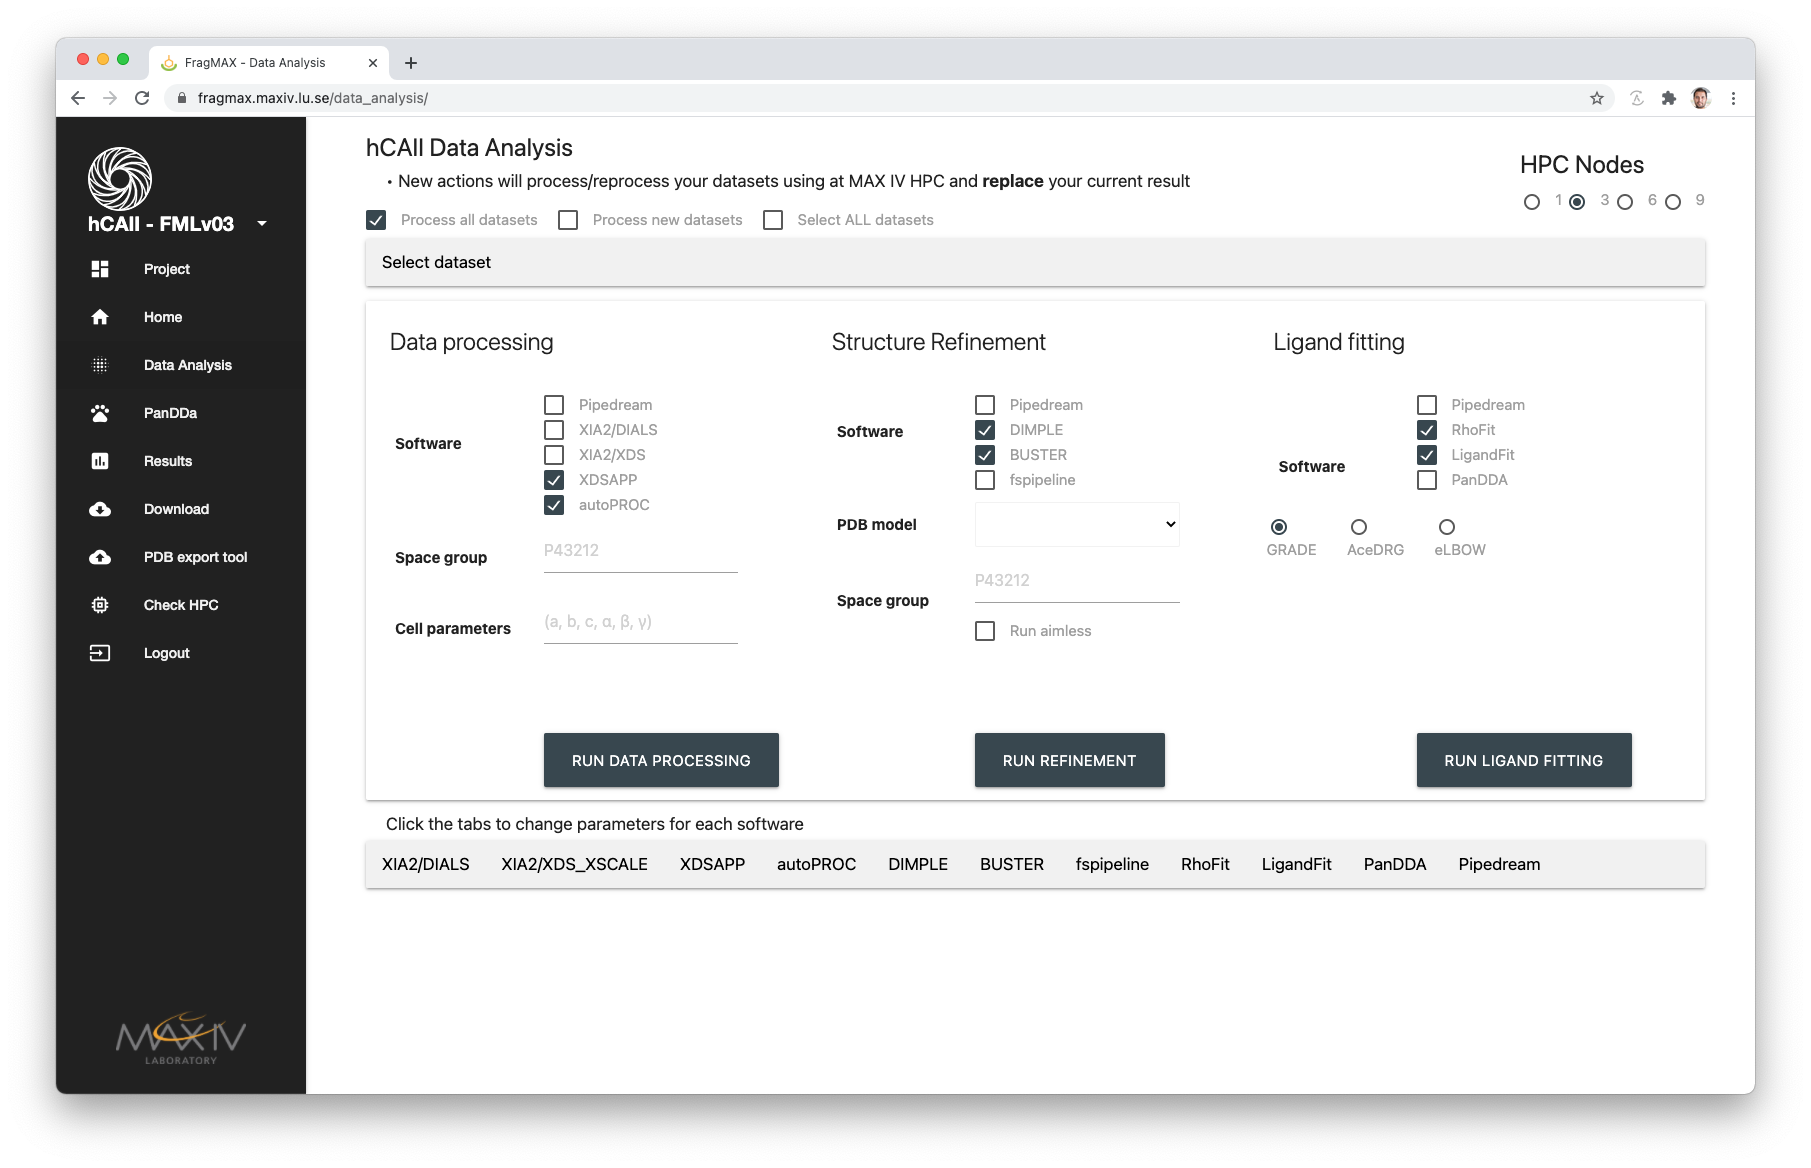 FragMAX - Data Analysis
fragmax.maxiv.lu.se/data_analysis/
hCAII - FMLv03
Project
Home
Data Analysis
PanDDa
Results
Download
PDB export tool
Check HPC
Logout
MAXIV
LABORATORY
hCAII Data Analysis
• New actions will process/reprocess your datasets using at MAX IV HPC and replace your current result
HPC Nodes
1 3 6 9
Process all datasets Process new datasets Select ALL datasets
Select dataset
Data processing
Software
Pipedream
XIA2/DIALS
XIA2/XDS
XDSAPP
autoPROC
Space group P43212
Cell parameters (a, b, c, α, β, γ)
RUN DATA PROCESSING
Structure Refinement
Software
Pipedream
DIMPLE
BUSTER
fspipeline
PDB model
Space group P43212
Run aimless
RUN REFINEMENT
Ligand fitting
Software
Pipedream
RhoFit
LigandFit
PanDDA
GRADE AceDRG eLBOW
RUN LIGAND FITTING
Click the tabs to change parameters for each software
XIA2/DIALS XIA2/XDS_XSCALE XDSAPP autoPROC DIMPLE BUSTER fspipeline RhoFit LigandFit PanDDA Pipedream